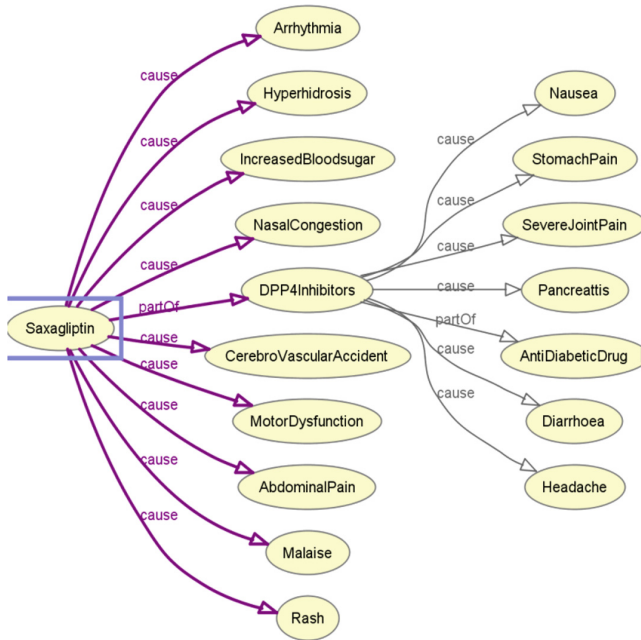 Arrhythmia
cause
Hyperhidrosis
cause
IncreasedBloodsugar
cause
NasalCongestion
cause
DPP4Inhibitors
partOf
Saxagliptin
cause
CerebroVascularAccident
cause
MotorDysfunction
cause
AbdominalPain
cause
Malaise
cause
Rash
Nausea
cause
StomachPain
cause
SevereJointPain
cause
Pancreattis
cause
partOf
AntiDiabeticDrug
cause
Diarrhoea
cause
Headache